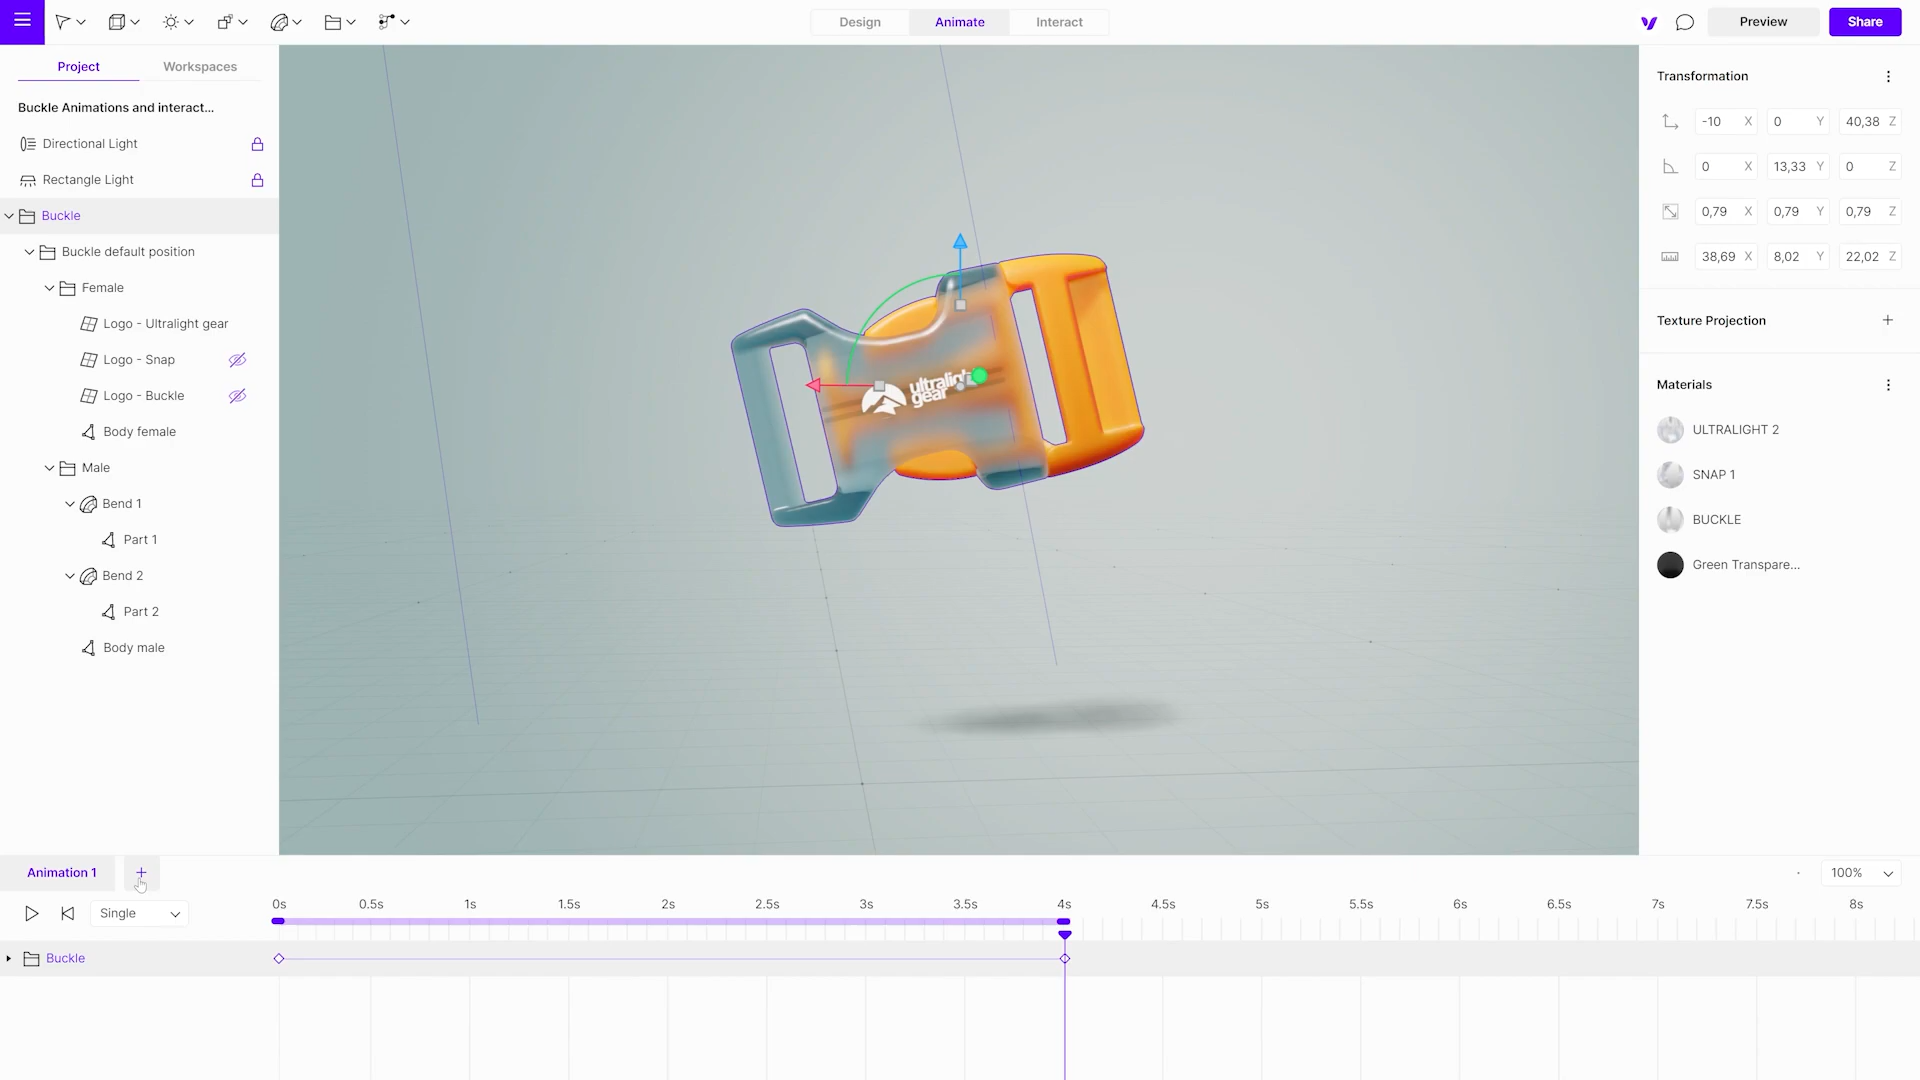 Design Animate Interact Preview Share
Project Workspaces
Buckle Animations and interact...
Directional Light
Rectangle Light
Buckle
Buckle default position
Female
Logo - Ultralight gear
Logo - Snap
Logo - Buckle
Body female
Male
Bend 1
Part 1
Bend 2
Part 2
Body male
ultralight
gear
Transformation
-10 X 0 Y 40,38 Z
0 X 13,33 Y 0 Z
0,79 X 0,79 Y 0,79 Z
38,69 X 8,02 Y 22,02 Z
Texture Projection
Materials
ULTRALIGHT 2
SNAP 1
BUCKLE
Green Transpare...
Animation 1 + 100%
Single 0s 0.5s 1s 1.5s 2s 2.5s 3s 3.5s 4s 4.5s 5s 5.5s 6s 6.5s 7s 7.5s 8s
Buckle